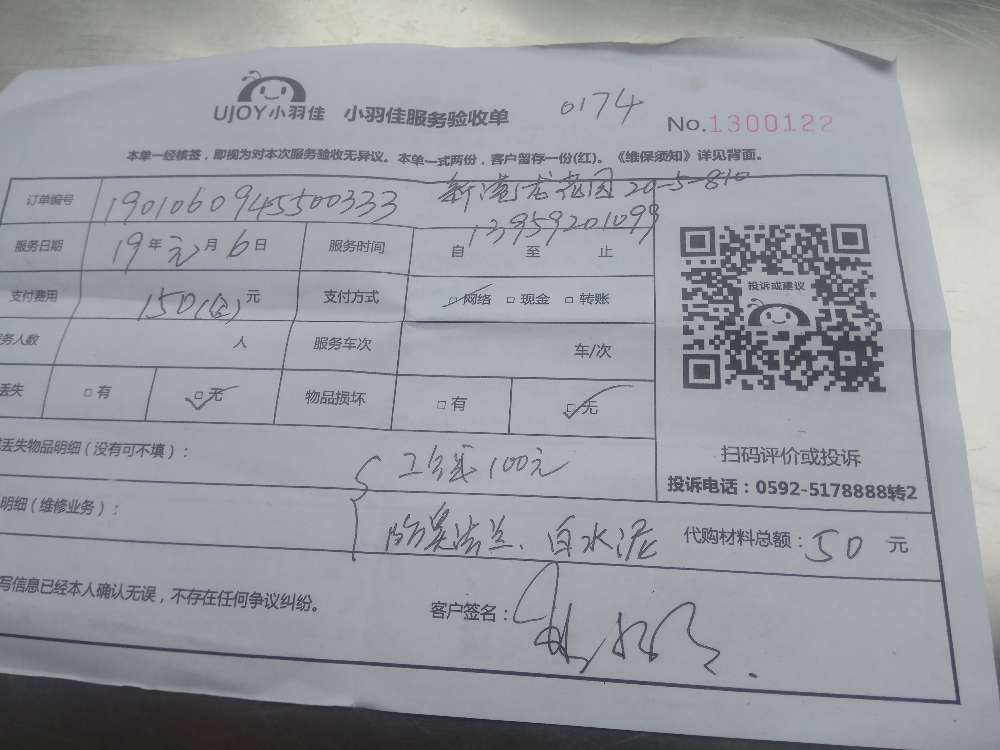 UJOY小羽佳 小羽佳服务验收单 0174 No.1300122
本单一经核签，即视为对本次服务验收无异议。本单一式两份，客户留存一份(红)。《维保须知》详见背面。
订单编号 1901060945500333 新港 花园 20-5-810
13959201099
服务日期 19年元月6日 服务时间 自 至 止
支付费用 150(全)元 支付方式 □网络 □现金 □转账
务人数 人 服务车次 车/次
丢失 □有 □无 物品损坏 □有 □无
投诉或建议
扫码评价或投诉
投诉电话：0592-5178888转2
丢失物品明细（没有可不填）： 工钱100元
明细（维修业务）： 防臭法兰、白水泥 代购材料总额：50 元
写信息已经本人确认无误，不存在任何争议纠纷。 客户签名：